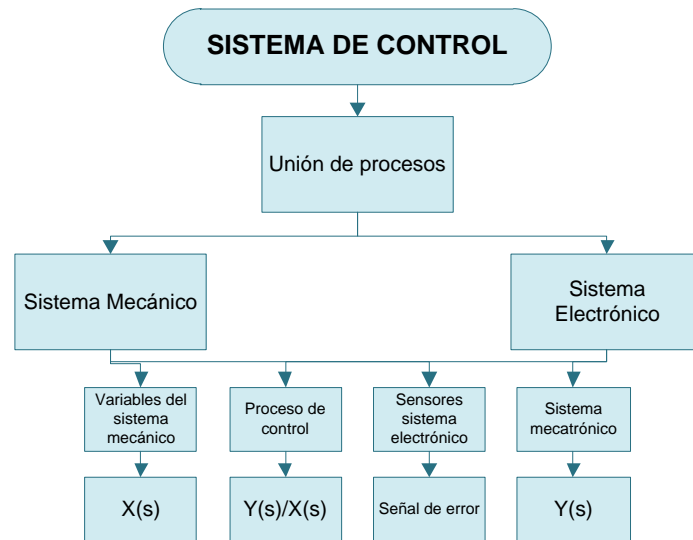 SISTEMA DE CONTROL
Unión de procesos
Sistema Mecánico
Sistema
Electrónico
Variables del
sistema
mecánico
Proceso de
control
Sensores
sistema
electrónico
Sistema
mecatrónico
X(s)
Y(s)/X(s)
Señal de error
Y(s)